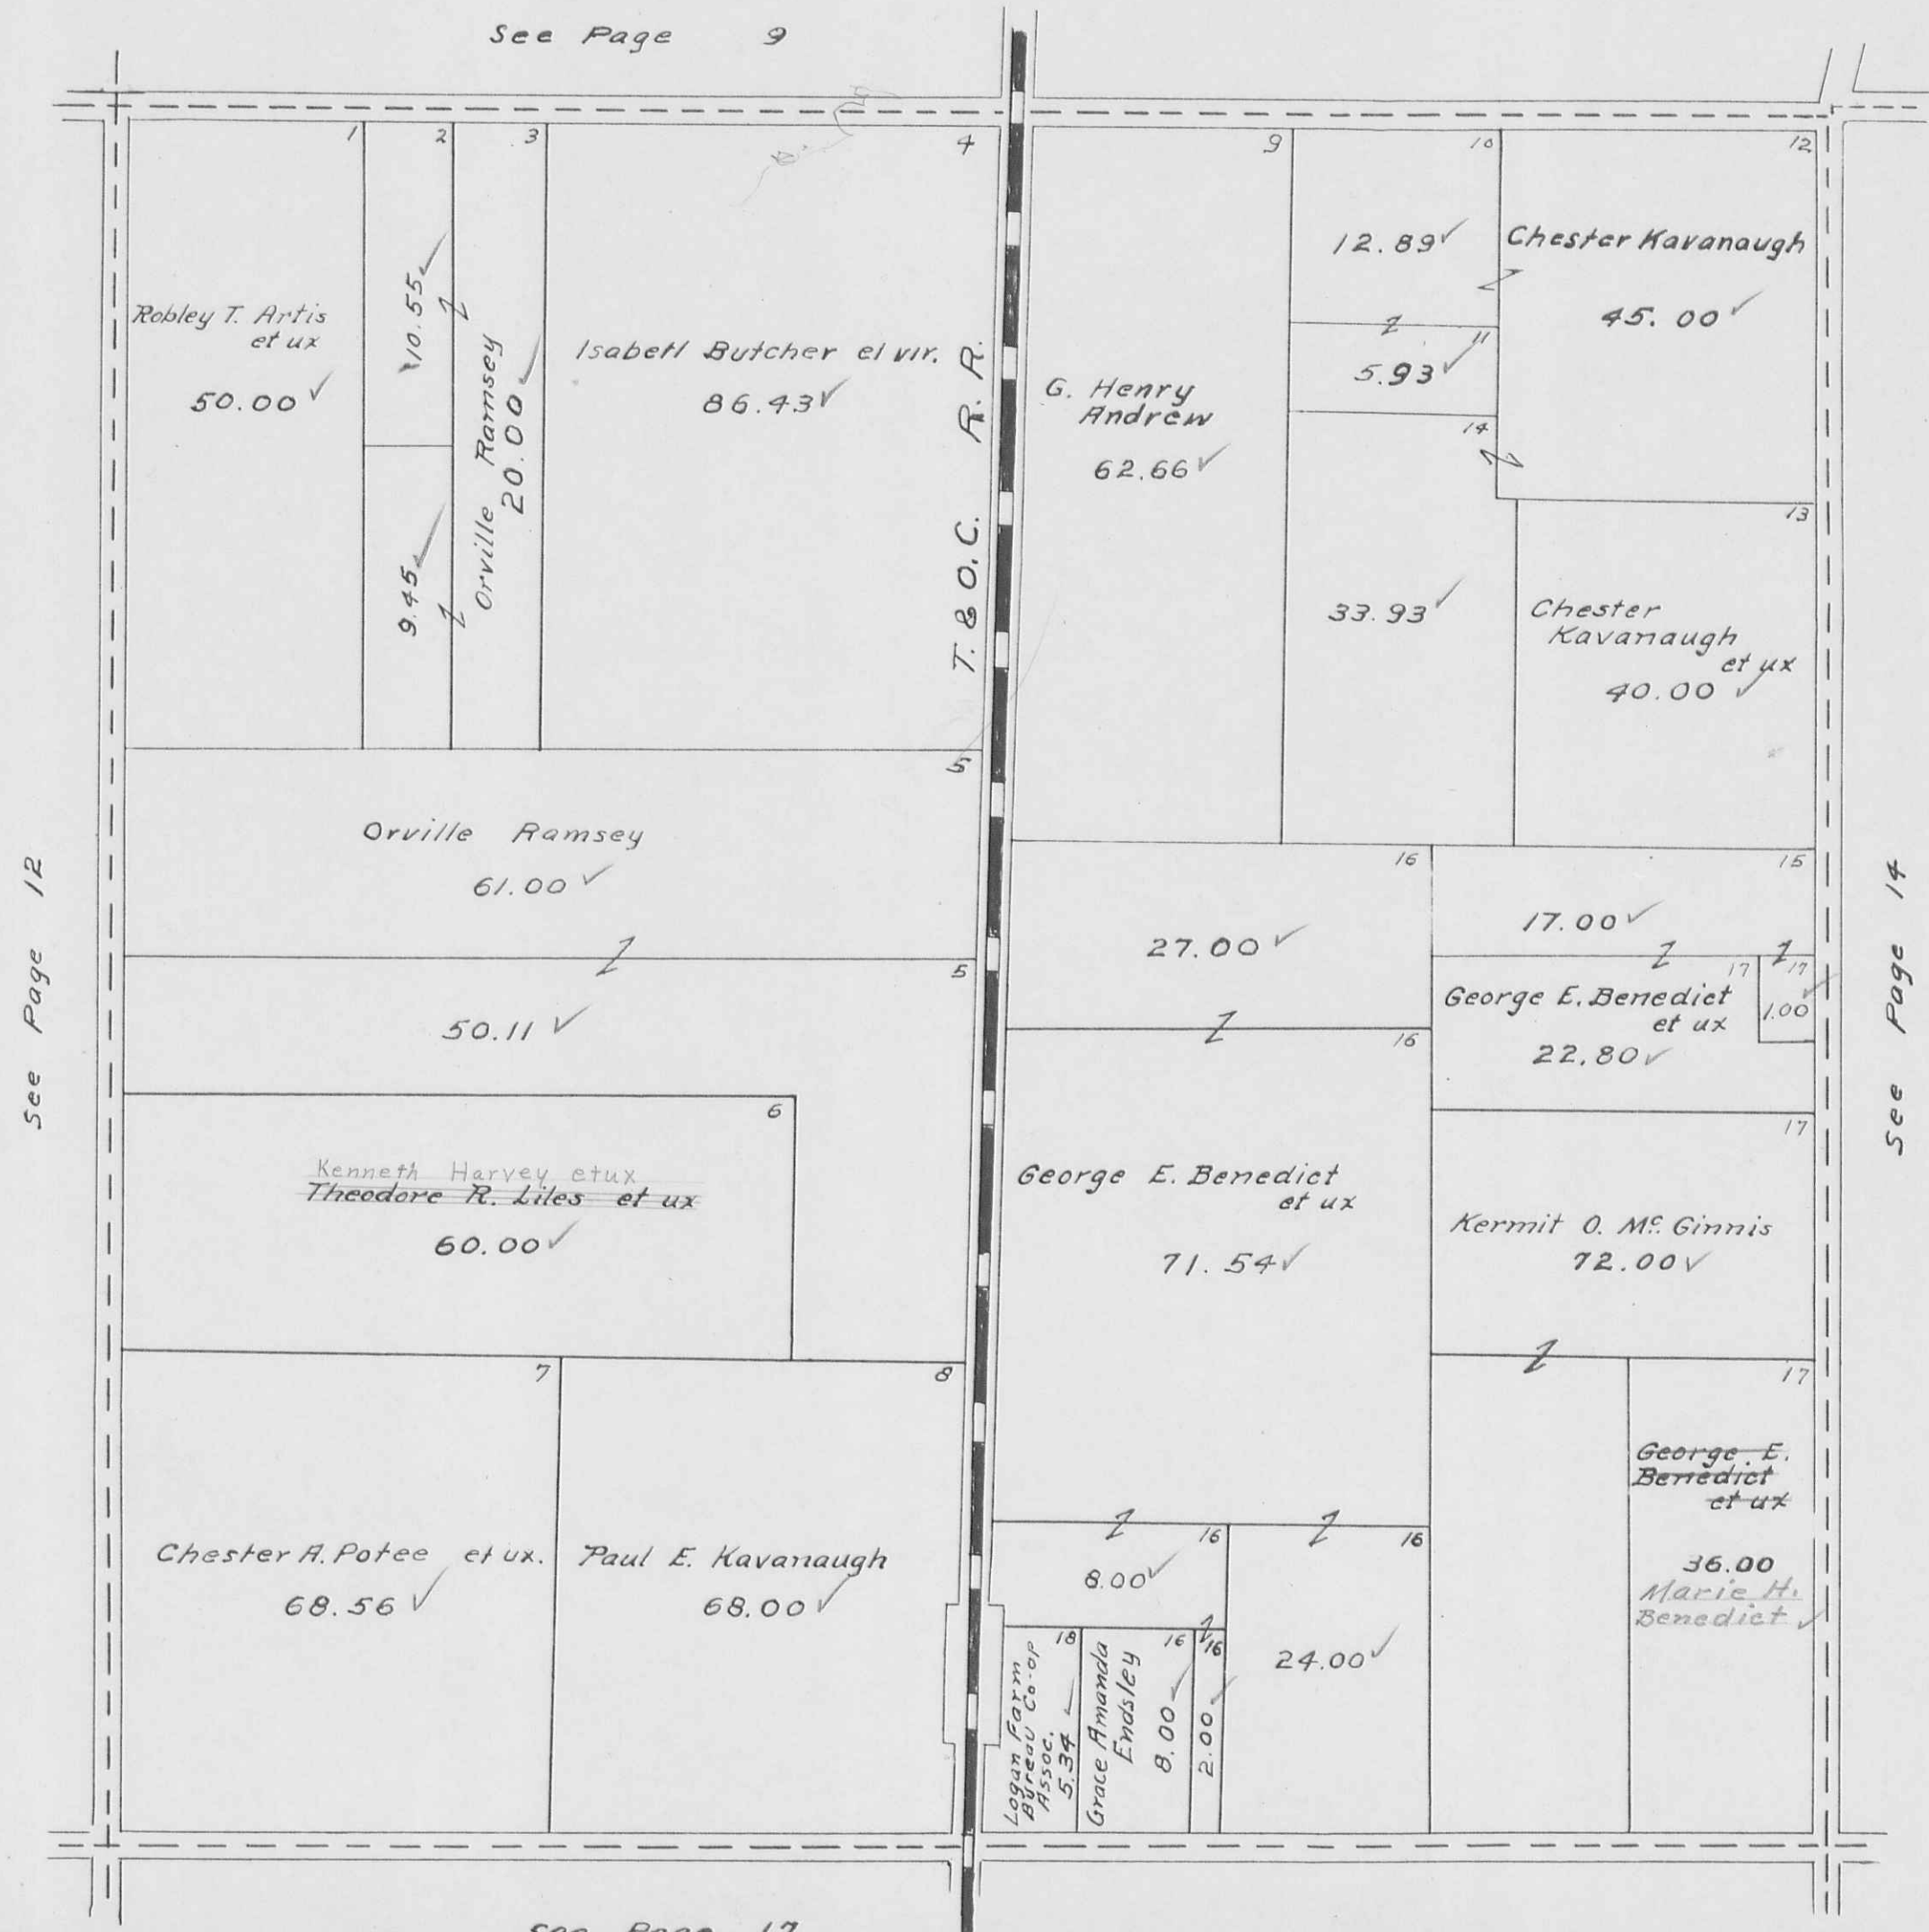 See Page 9
1
2
3
4
9
10
12
Robley T. Artis
et ux
50.00
10.55
9.45
Orville Ramsey
20.00
Isabell Butcher et vir.
86.43
T. & O. C. R. R.
G. Henry
Andrew
62.66
12.89
11
5.93
14
33.93
Chester Kavanaugh
45.00
13
Chester
Kavanaugh
et ux
40.00
5
Orville Ramsey
61.00
5
50.11
6
Kenneth Harvey et ux
Theodore R. Liles et ux
60.00
7
Chester A. Potee et ux.
68.56
8
Paul E. Kavanaugh
68.00
16
27.00
15
17.00
17
George E. Benedict
et ux
22.80
17
1.00
16
George E. Benedict
et ux
71.54
17
Kermit O. Mc. Ginnis
72.00
17
George E.
Benedict
et ux
36.00
Marie H.
Benedict
16
8.00
16
24.00
18
Logan Farm
Bureau Co-op
Assoc.
5.34
16
Grace Amanda
Endsley
8.00
16
2.00
See Page 12
See Page 14
See Page 17